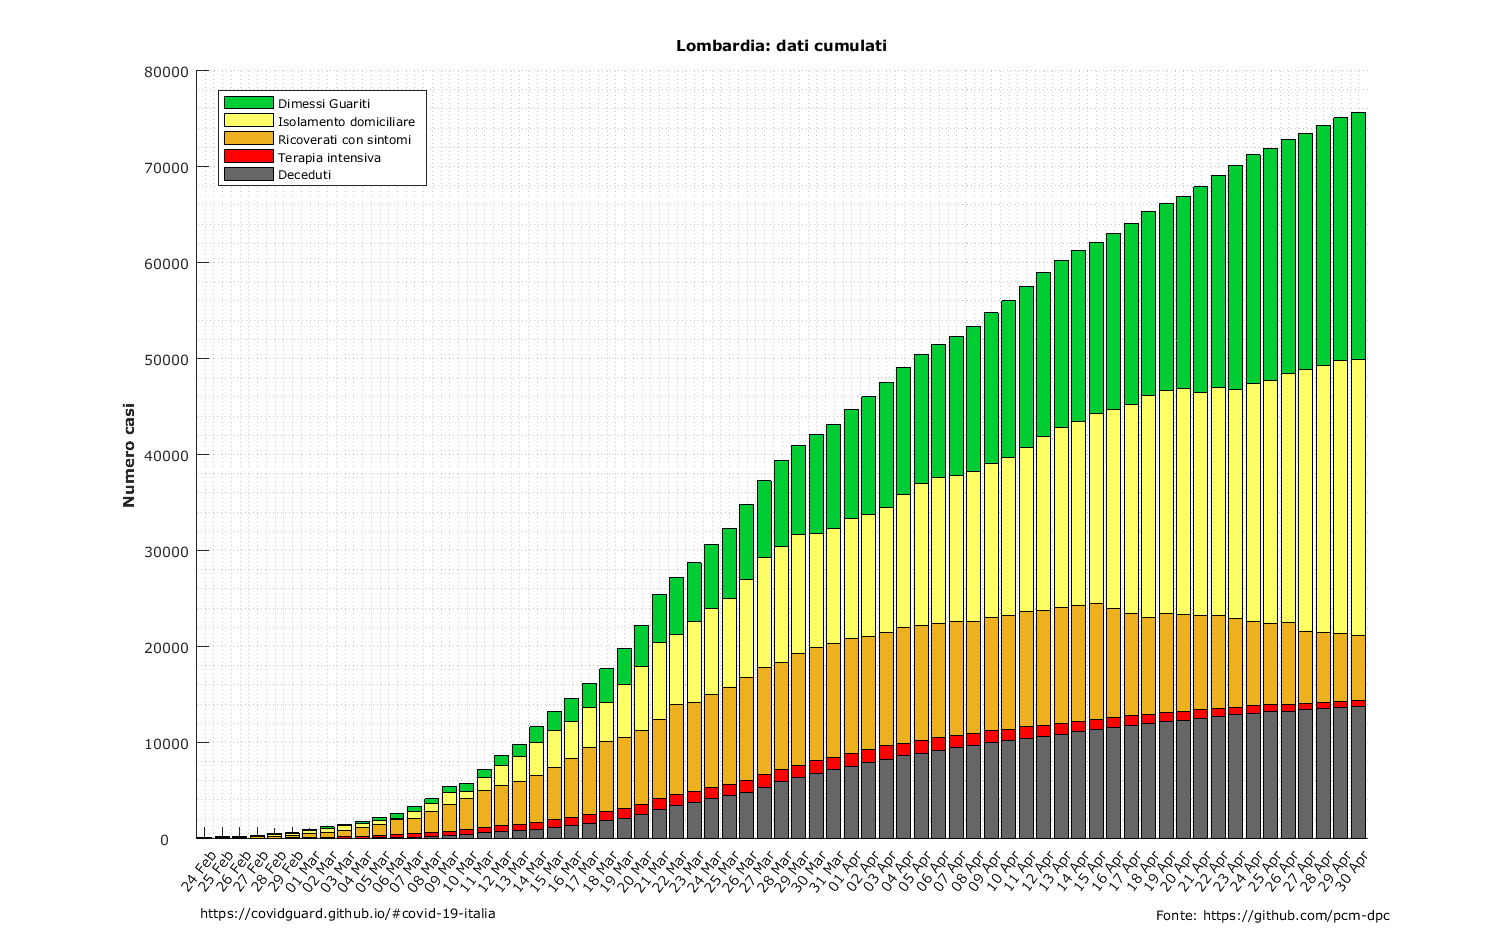 Lombardia: dati cumulati
Numero casi
80000
70000
60000
50000
40000
30000
20000
10000
0
Dimessi Guariti
Isolamento domiciliare
Ricoverati con sintomi
Terapia intensiva
Deceduti
24 Feb
25 Feb
26 Feb
27 Feb
28 Feb
29 Feb
01 Mar
02 Mar
03 Mar
04 Mar
05 Mar
06 Mar
07 Mar
08 Mar
09 Mar
10 Mar
11 Mar
12 Mar
13 Mar
14 Mar
15 Mar
16 Mar
17 Mar
18 Mar
19 Mar
20 Mar
21 Mar
22 Mar
23 Mar
24 Mar
25 Mar
26 Mar
27 Mar
28 Mar
29 Mar
30 Mar
31 Mar
01 Apr
02 Apr
03 Apr
04 Apr
05 Apr
06 Apr
07 Apr
08 Apr
09 Apr
10 Apr
11 Apr
12 Apr
13 Apr
14 Apr
15 Apr
16 Apr
17 Apr
18 Apr
19 Apr
20 Apr
21 Apr
22 Apr
23 Apr
24 Apr
25 Apr
26 Apr
27 Apr
28 Apr
29 Apr
30 Apr
https://covidguard.github.io/#covid-19-italia
Fonte: https://github.com/pcm-dpc